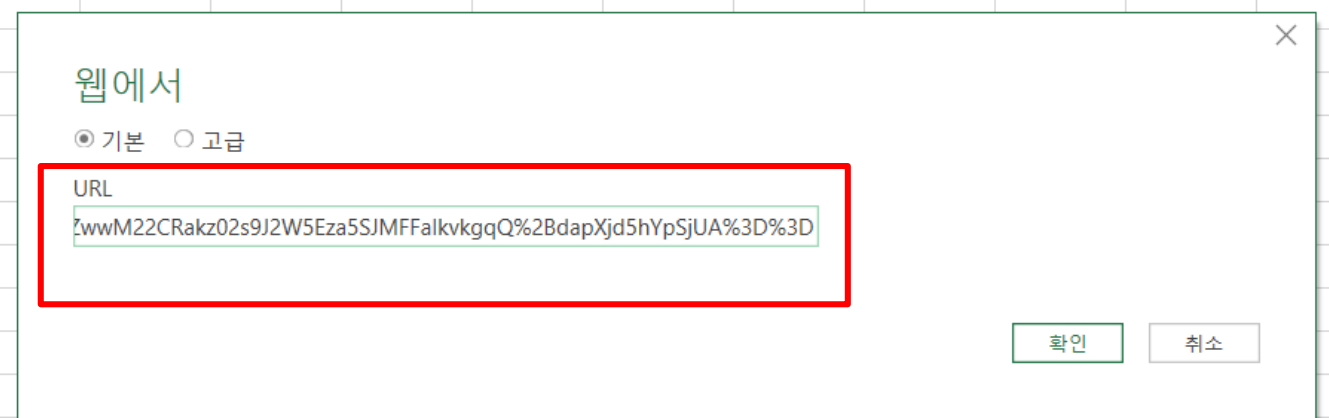 웹에서
기본 고급
URL
ZwwM22CRakz02s9J2W5Eza5SJMFFalkvkgqQ%2BdapXjd5hYpSjUA%3D%3D
확인 취소